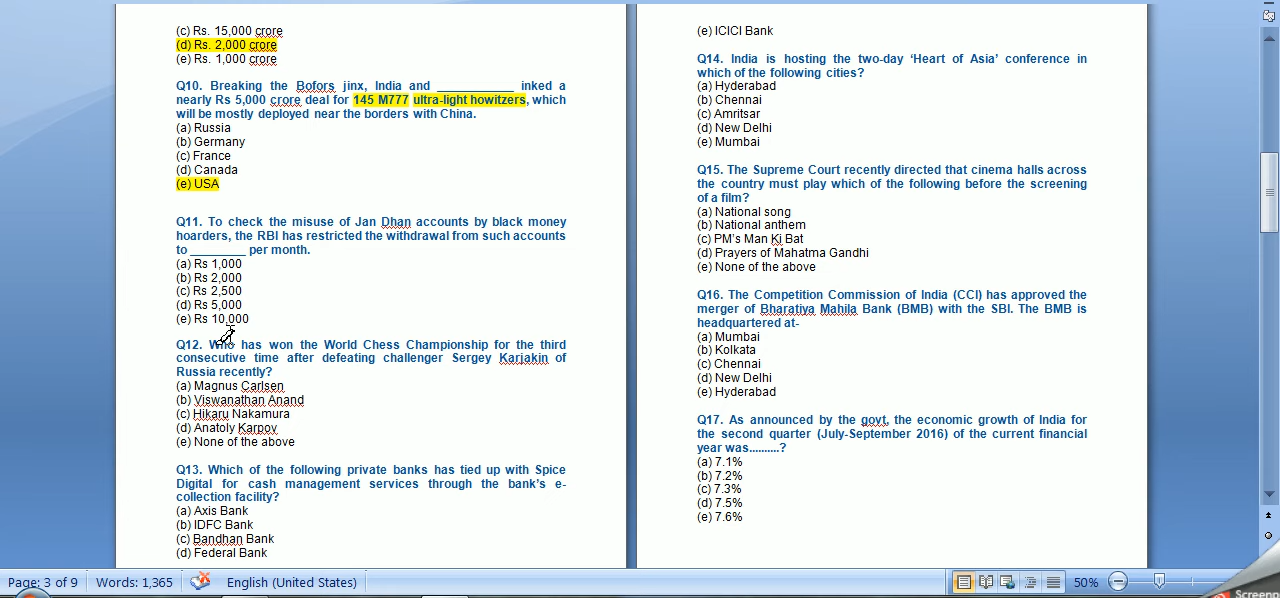 (c) Rs. 15,000 crore
(d) Rs. 2,000 crore
(e) Rs. 1,000 crore
Q10. Breaking the Bofors jinx, India and ____________ inked a
nearly Rs 5,000 crore deal for 145 M777 ultra-light howitzers, which
will be mostly deployed near the borders with China.
(a) Russia
(b) Germany
(c) France
(d) Canada
(e) USA
Q11. To check the misuse of Jan Dhan accounts by black money
hoarders, the RBI has restricted the withdrawal from such accounts
to ________ per month.
(a) Rs 1,000
(b) Rs 2,000
(c) Rs 2,500
(d) Rs 5,000
(e) Rs 10,000
Q12. Who has won the World Chess Championship for the third
consecutive time after defeating challenger Sergey Karjakin of
Russia recently?
(a) Magnus Carlsen
(b) Viswanathan Anand
(c) Hikaru Nakamura
(d) Anatoly Karpov
(e) None of the above
Q13. Which of the following private banks has tied up with Spice
Digital for cash management services through the bank's e-
collection facility?
(a) Axis Bank
(b) IDFC Bank
(c) Bandhan Bank
(d) Federal Bank
(e) ICICI Bank
Q14. India is hosting the two-day ‘Heart of Asia’ conference in
which of the following cities?
(a) Hyderabad
(b) Chennai
(c) Amritsar
(d) New Delhi
(e) Mumbai
Q15. The Supreme Court recently directed that cinema halls across
the country must play which of the following before the screening
of a film?
(a) National song
(b) National anthem
(c) PM's Man Ki Bat
(d) Prayers of Mahatma Gandhi
(e) None of the above
Q16. The Competition Commission of India (CCI) has approved the
merger of Bharatiya Mahila Bank (BMB) with the SBI. The BMB is
headquartered at-
(a) Mumbai
(b) Kolkata
(c) Chennai
(d) New Delhi
(e) Hyderabad
Q17. As announced by the govt, the economic growth of India for
the second quarter (July-September 2016) of the current financial
year was..........?
(a) 7.1%
(b) 7.2%
(c) 7.3%
(d) 7.5%
(e) 7.6%
Page: 3 of 9 Words: 1,365 English (United States) 50%